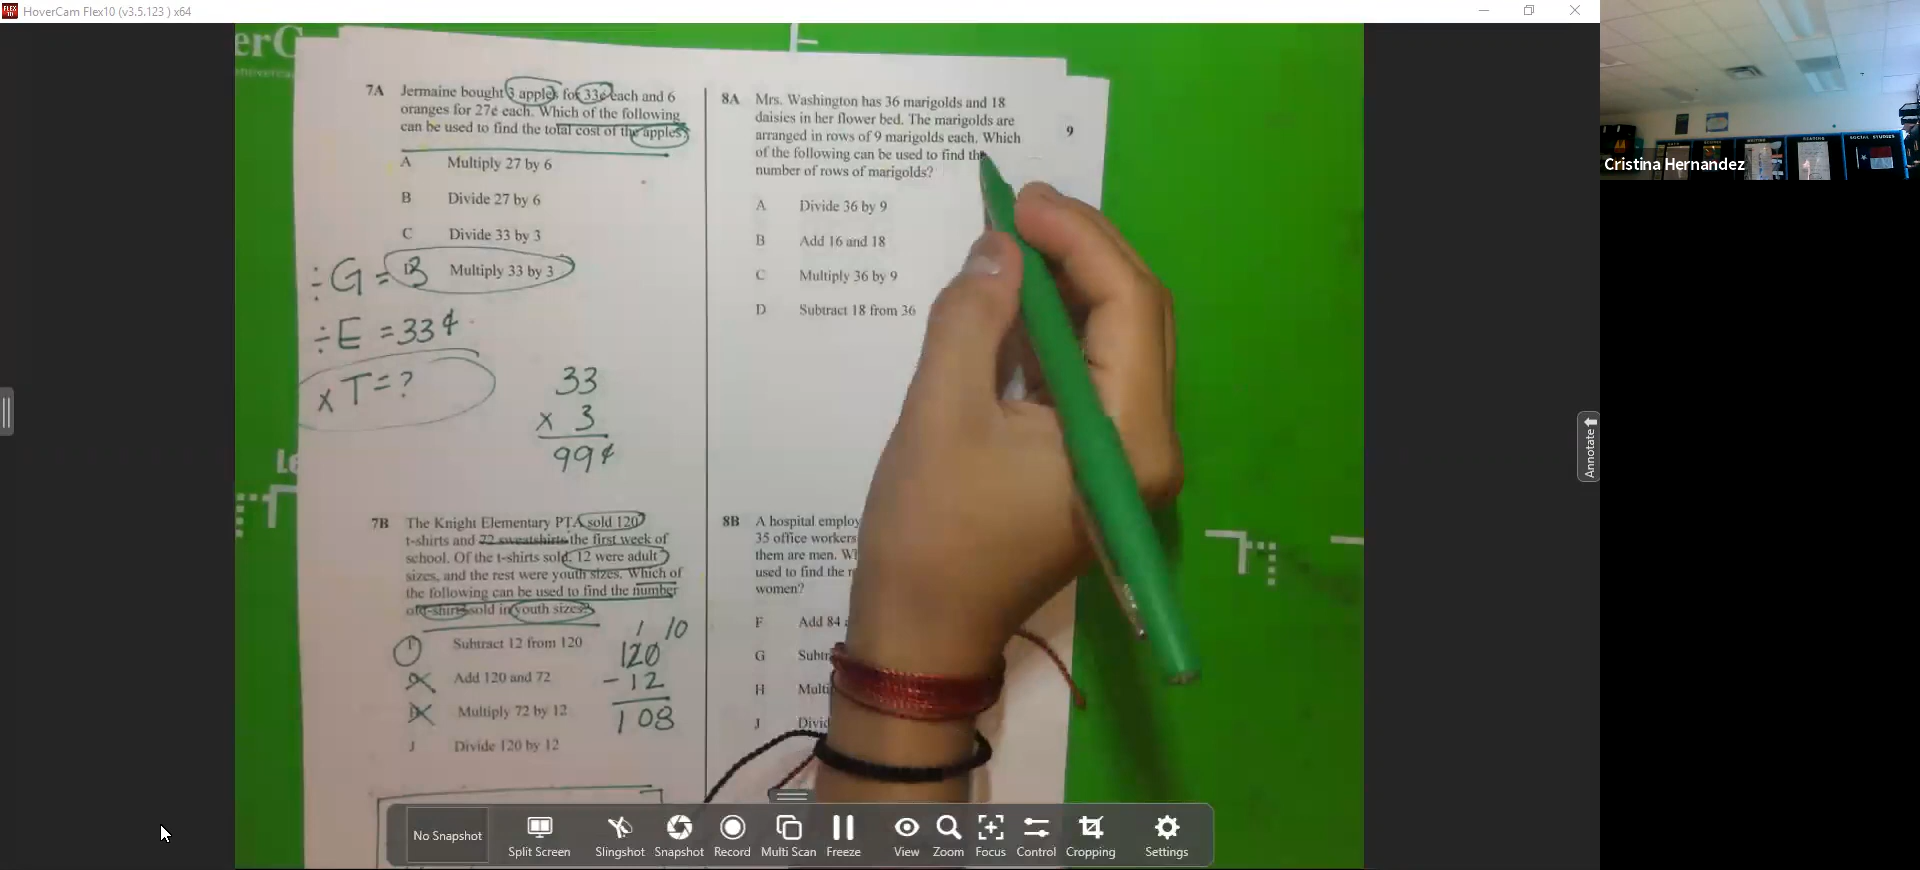 HoverCam Flex10 (v3.5.123 ) x64
7A Jermaine bought 3 apples for 33¢ each and 6
oranges for 27¢ each. Which of the following
can be used to find the total cost of the apples?
A Multiply 27 by 6
B Divide 27 by 6
C Divide 33 by 3
D Multiply 33 by 3
÷ G = 3
÷ E = 33¢
x T = ?
33
x 3
99¢
7B The Knight Elementary PTA sold 120
t-shirts and 72 sweatshirts the first week of
school. Of the t-shirts sold, 12 were adult
sizes, and the rest were youth sizes. Which of
the following can be used to find the number
of t-shirts sold in youth sizes?
Subtract 12 from 120
Add 120 and 72
Multiply 72 by 12
J Divide 120 by 12
1 10
120
- 12
108
8A Mrs. Washington has 36 marigolds and 18
daisies in her flower bed. The marigolds are
arranged in rows of 9 marigolds each. Which
of the following can be used to find the
number of rows of marigolds?
A Divide 36 by 9
B Add 16 and 18
C Multiply 36 by 9
D Subtract 18 from 36
9
8B A hospital
35 office workers
them are men.
used to find the
women?
F Add 84
G
H
J
No Snapshot
Split Screen
Slingshot
Snapshot
Record
Multi Scan
Freeze
View
Zoom
Focus
Control
Cropping
Settings
Annotate
Cristina Hernandez
SOCIAL STUDIES